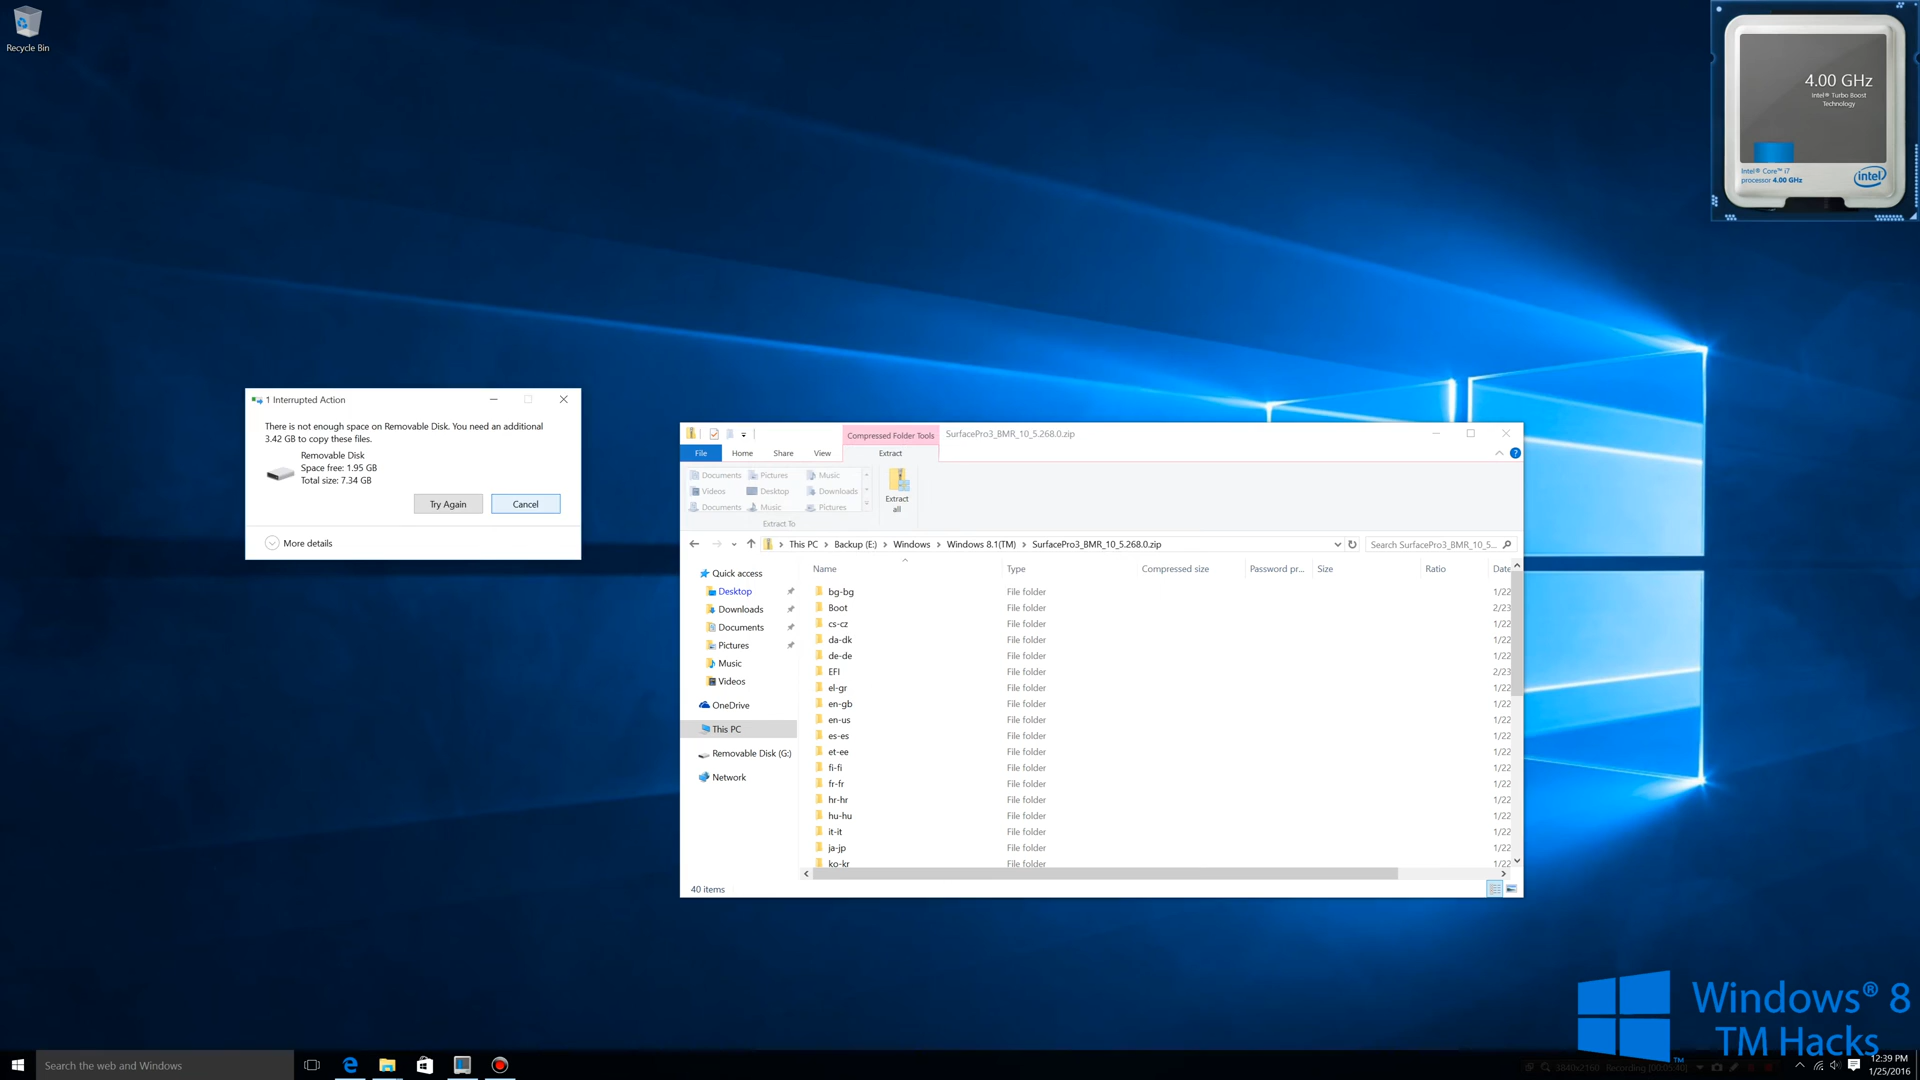 Recycle Bin
4.00 GHz
Intel® Turbo Boost
Technology
Intel® Core™ i7
processor 4.00 GHz
intel
1 Interrupted Action
There is not enough space on Removable Disk. You need an additional
3.42 GB to copy these files.
Removable Disk
Space free: 1.95 GB
Total size: 7.34 GB
Try Again Cancel
More details
Compressed Folder Tools SurfacePro3_BMR_10_5.268.0.zip
File Home Share View Extract
Documents Pictures Music
Videos Desktop Downloads
Documents Music Pictures
Extract all
Extract To
This PC Backup (E:) Windows Windows 8.1(TM) SurfacePro3_BMR_10_5.268.0.zip Search SurfacePro3_BMR_10_5...
Quick access
Desktop
Downloads
Documents
Pictures
Music
Videos
OneDrive
This PC
Removable Disk (G:)
Network
Name Type Compressed size Password pr... Size Ratio Date
bg-bg File folder 1/22
Boot File folder 2/23
cs-cz File folder 1/22
da-dk File folder 1/22
de-de File folder 1/22
EFI File folder 2/23
el-gr File folder 1/22
en-gb File folder 1/22
en-us File folder 1/22
es-es File folder 1/22
et-ee File folder 1/22
fi-fi File folder 1/22
fr-fr File folder 1/22
hr-hr File folder 1/22
hu-hu File folder 1/22
it-it File folder 1/22
ja-jp File folder 1/22
ko-kr File folder 1/22
40 items
Windows® 8
TM Hacks
TM
Search the web and Windows
3840x2160 Recording
12:39 PM
1/25/2016